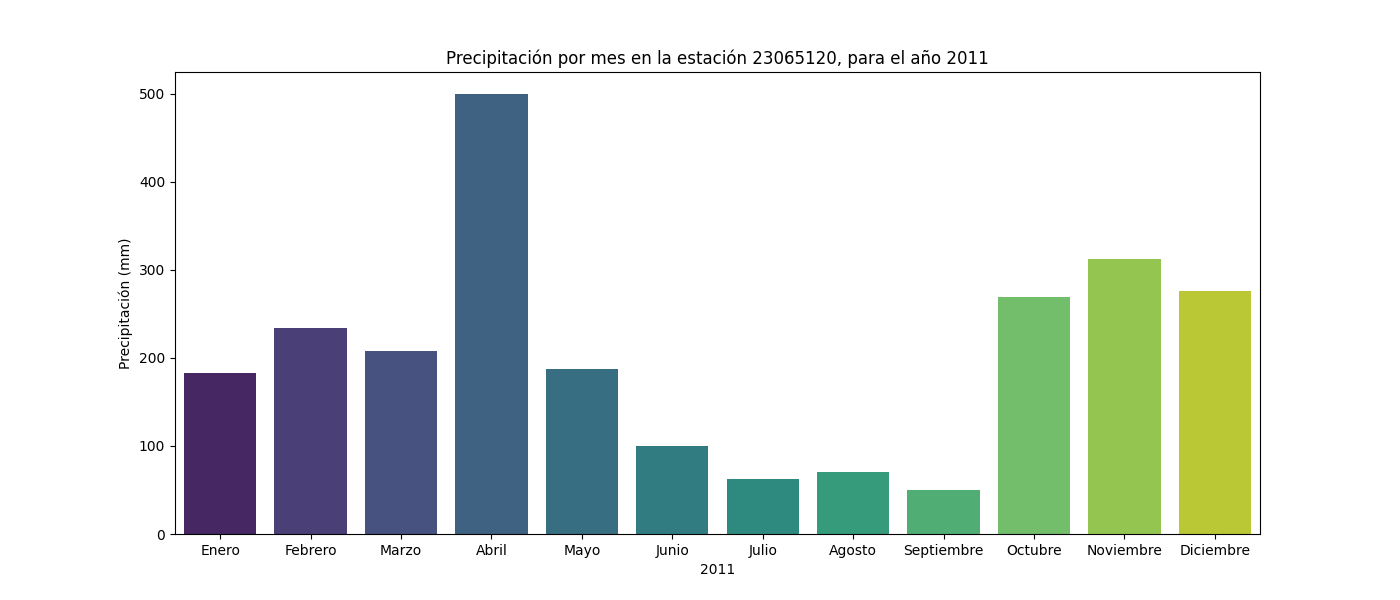 Precipitación por mes en la estación 23065120, para el año 2011
Precipitación (mm)
500
400
300
200
100
0
Enero Febrero Marzo Abril Mayo Junio Julio Agosto Septiembre Octubre Noviembre Diciembre
2011